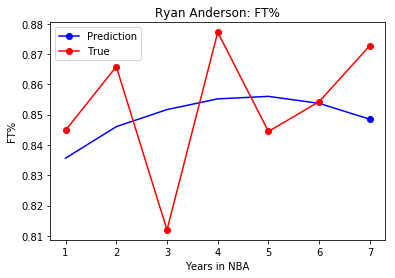 Ryan Anderson: FT%
0.88
0.87
0.86
0.85
0.84
0.83
0.82
0.81
FT%
Prediction
True
1 2 3 4 5 6 7
Years in NBA